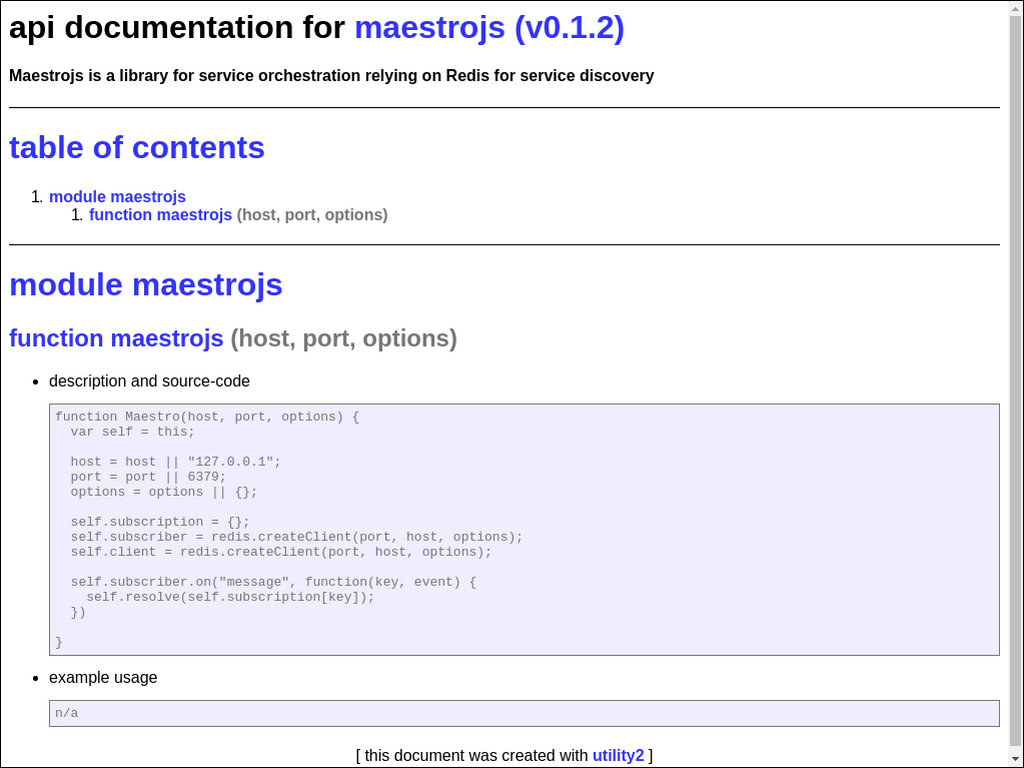 api documentation for maestrojs (v0.1.2)
Maestrojs is a library for service orchestration relying on Redis for service discovery
table of contents
1. module maestrojs
1. function maestrojs (host, port, options)
module maestrojs
function maestrojs (host, port, options)
• description and source-code
function Maestro(host, port, options) {
  var self = this;

  host = host || "127.0.0.1";
  port = port || 6379;
  options = options || {};

  self.subscription = {};
  self.subscriber = redis.createClient(port, host, options);
  self.client = redis.createClient(port, host, options);

  self.subscriber.on("message", function(key, event) {
    self.resolve(self.subscription[key]);
  })

}
• example usage
n/a
[ this document was created with utility2 ]